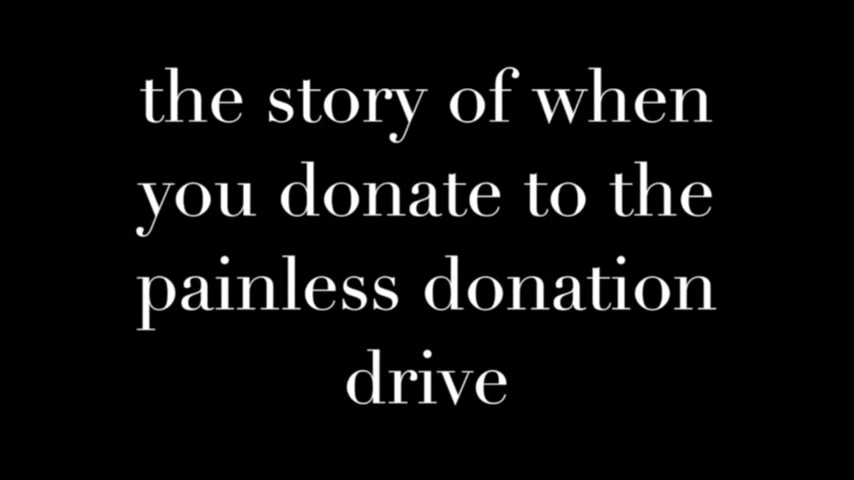 the story of when
you donate to the
painless donation
drive